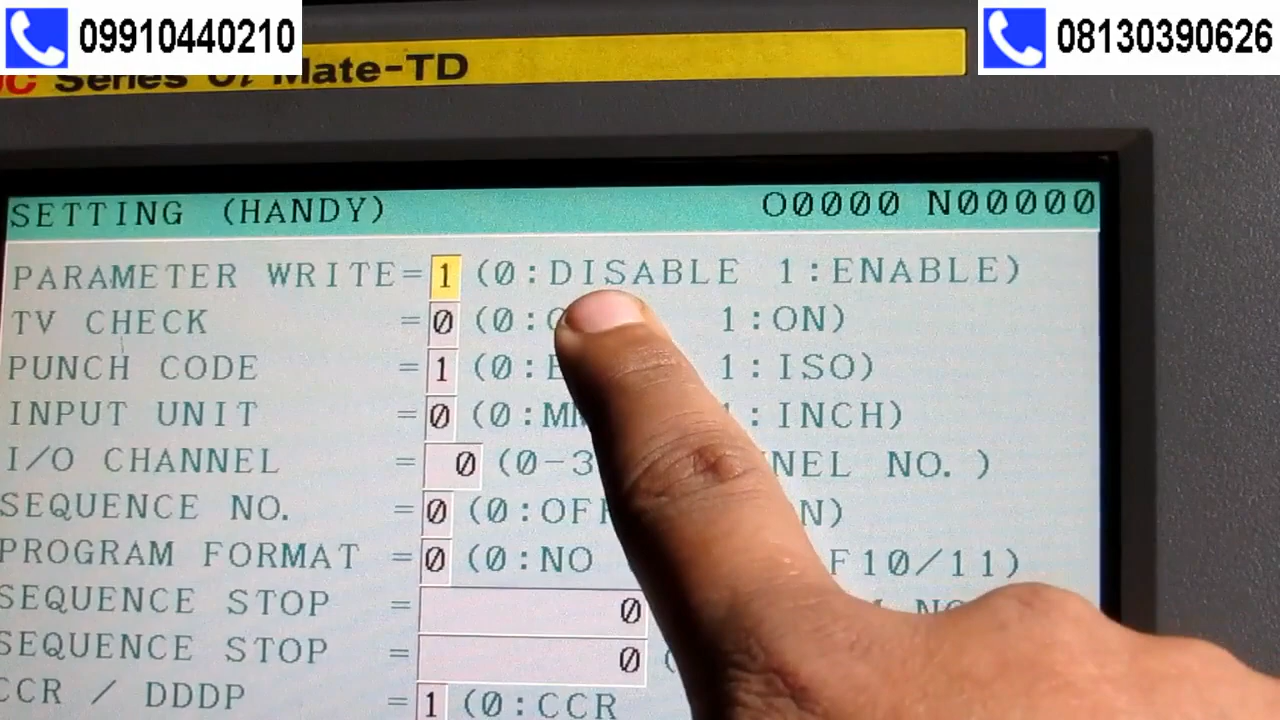 09910440210
08130390626
Series 0i Mate-TD
SETTING (HANDY) O0000 N00000
PARAMETER WRITE=1 (0:DISABLE 1:ENABLE)
TV CHECK =0 (0: 1:ON)
PUNCH CODE =1 (0: 1:ISO)
INPUT UNIT =0 (0:MM 1:INCH)
I/O CHANNEL = 0 (0-3 NO.)
SEQUENCE NO. =0 (0:OFF
PROGRAM FORMAT =0 (0:NO F10/11)
SEQUENCE STOP = 0
SEQUENCE STOP = 0 (
CCR / DDDP =1 (0:CCR